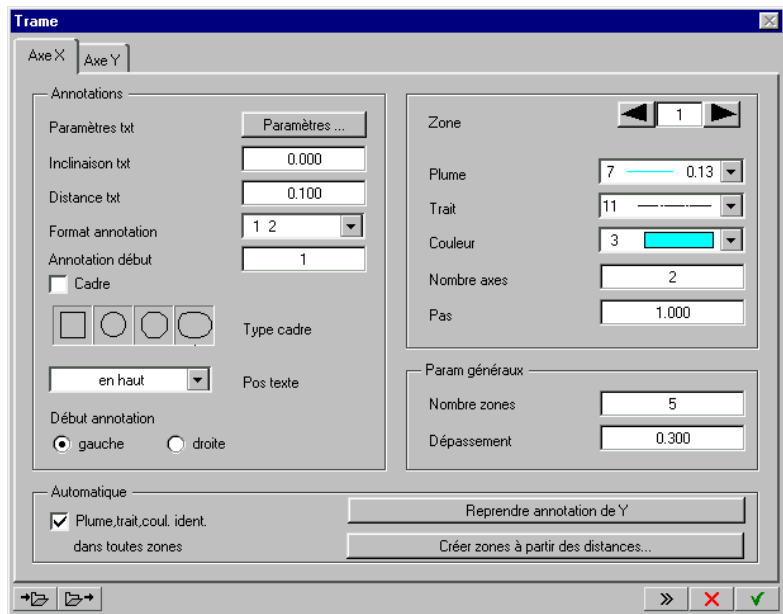 Trame
Axe X
Axe Y
Annotations
Paramètres txt
Paramètres ...
Inclinaison txt
0.000
Distance txt
0.100
Format annotation
1 2
Annotation début
1
Cadre
Type cadre
en haut
Pos texte
Début annotation
gauche
droite
Zone
1
Plume
7 0.13
Trait
11
Couleur
3
Nombre axes
2
Pas
1.000
Param généraux
Nombre zones
5
Dépassement
0.300
Automatique
Plume,trait,coul. ident.
dans toutes zones
Reprendre annotation de Y
Créer zones à partir des distances...